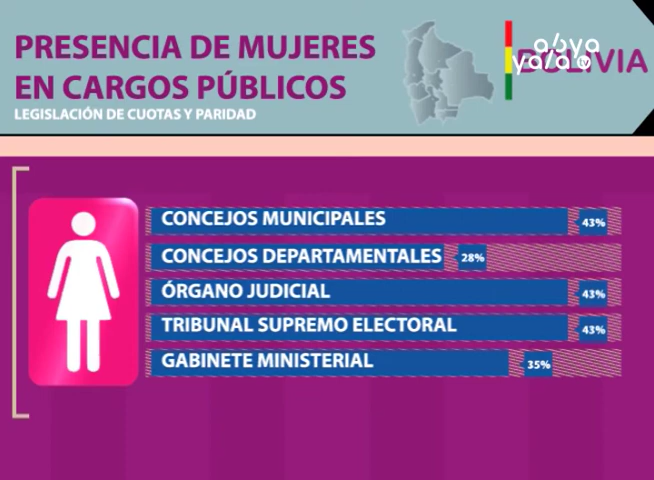 PRESENCIA DE MUJERES
EN CARGOS PÚBLICOS
LEGISLACIÓN DE CUOTAS Y PARIDAD
BOLIVIA
abya
yala tv
CONCEJOS MUNICIPALES 43%
CONCEJOS DEPARTAMENTALES 28%
ÓRGANO JUDICIAL 43%
TRIBUNAL SUPREMO ELECTORAL 43%
GABINETE MINISTERIAL 35%